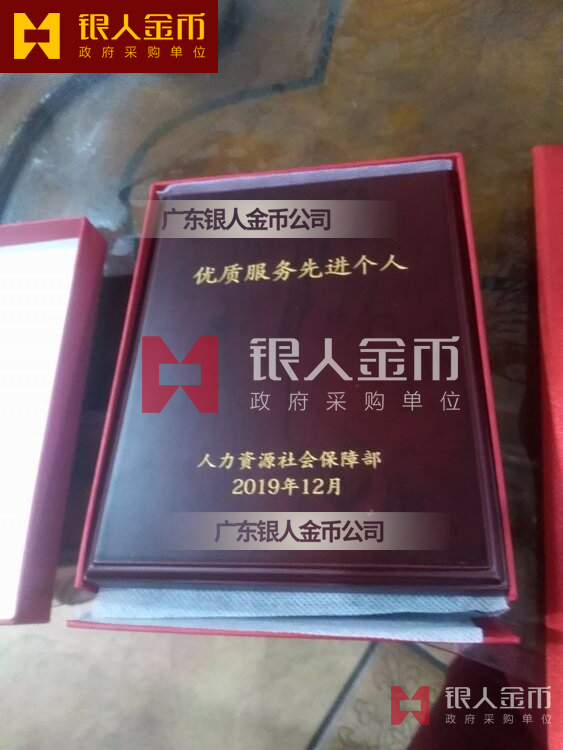 银人金币
政府采购单位
广东银人金币公司
优质服务先进个人
银人金币
政府采购单位
人力资源社会保障部
2019年12月
广东银人金币公司
银人金币
政府采购单位